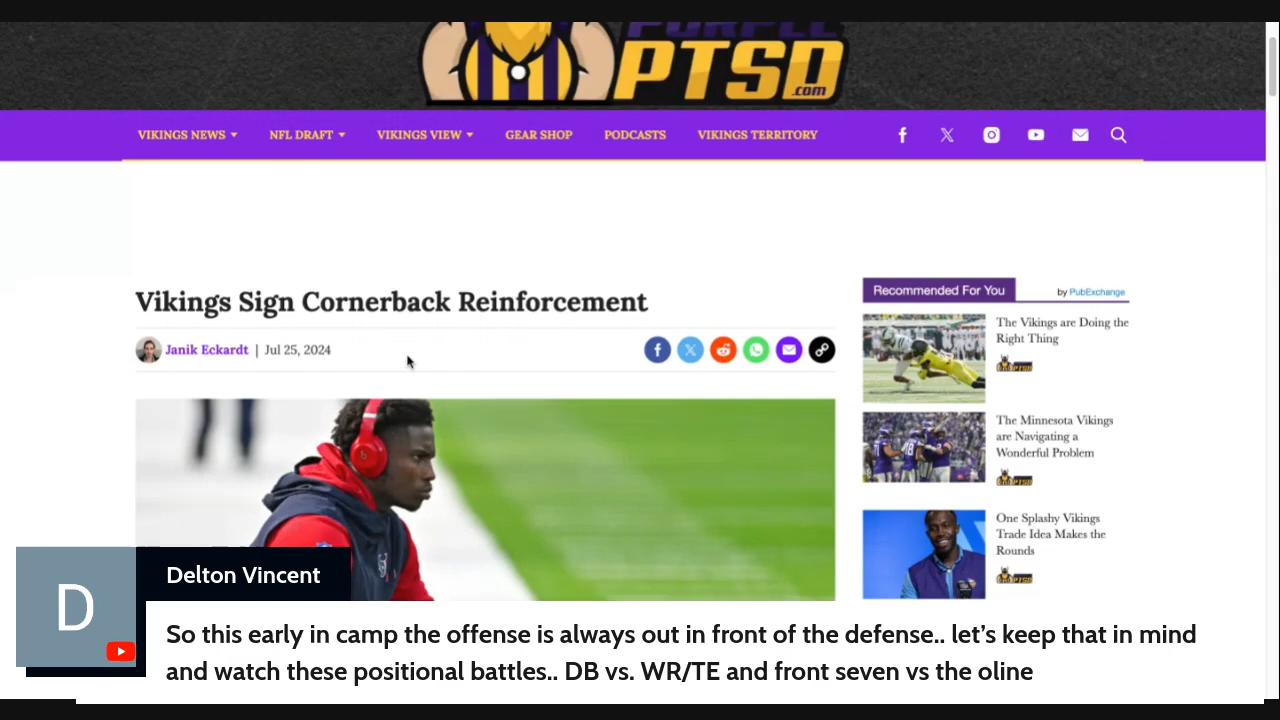 PURPLE
PTSD
.com
VIKINGS NEWS NFL DRAFT VIKINGS VIEW GEAR SHOP PODCASTS VIKINGS TERRITORY
Vikings Sign Cornerback Reinforcement
Janik Eckardt | Jul 25, 2024
Recommended For You
by PubExchange
The Vikings are Doing the
Right Thing
PTSD
The Minnesota Vikings
are Navigating a
Wonderful Problem
PTSD
One Splashy Vikings
Trade Idea Makes the
Rounds
PTSD
D
Delton Vincent
So this early in camp the offense is always out in front of the defense.. let’s keep that in mind
and watch these positional battles.. DB vs. WR/TE and front seven vs the oline